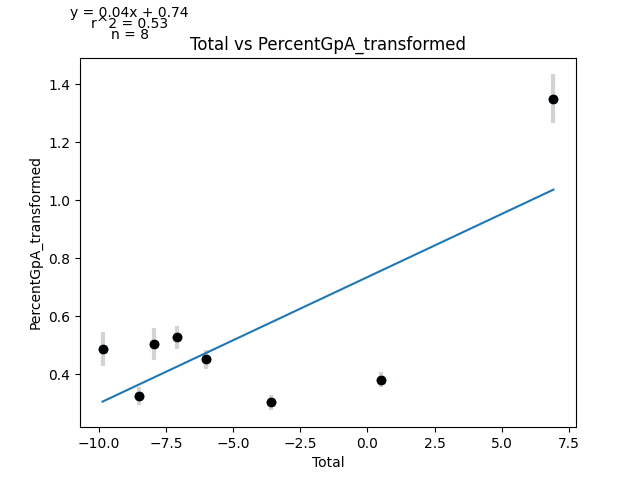 y = 0.04x + 0.74
r^2 = 0.53
n = 8
Total vs PercentGpA_transformed
1.4
1.2
1.0
0.8
0.6
0.4
PercentGpA_transformed
−10.0 −7.5 −5.0 −2.5 0.0 2.5 5.0 7.5
Total